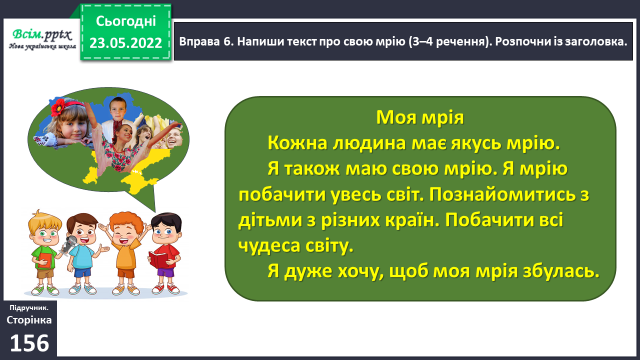 Всім.pptx
Нова українська школа
Сьогодні
23.05.2022
Вправа 6. Напиши текст про свою мрію (3–4 речення). Розпочни із заголовка.
Моя мрія
Кожна людина має якусь мрію.
Я також маю свою мрію. Я мрію
побачити увесь світ. Познайомитись з
дітьми з різних країн. Побачити всі
чудеса світу.
Я дуже хочу, щоб моя мрія збулась.
Підручник.
Сторінка
156